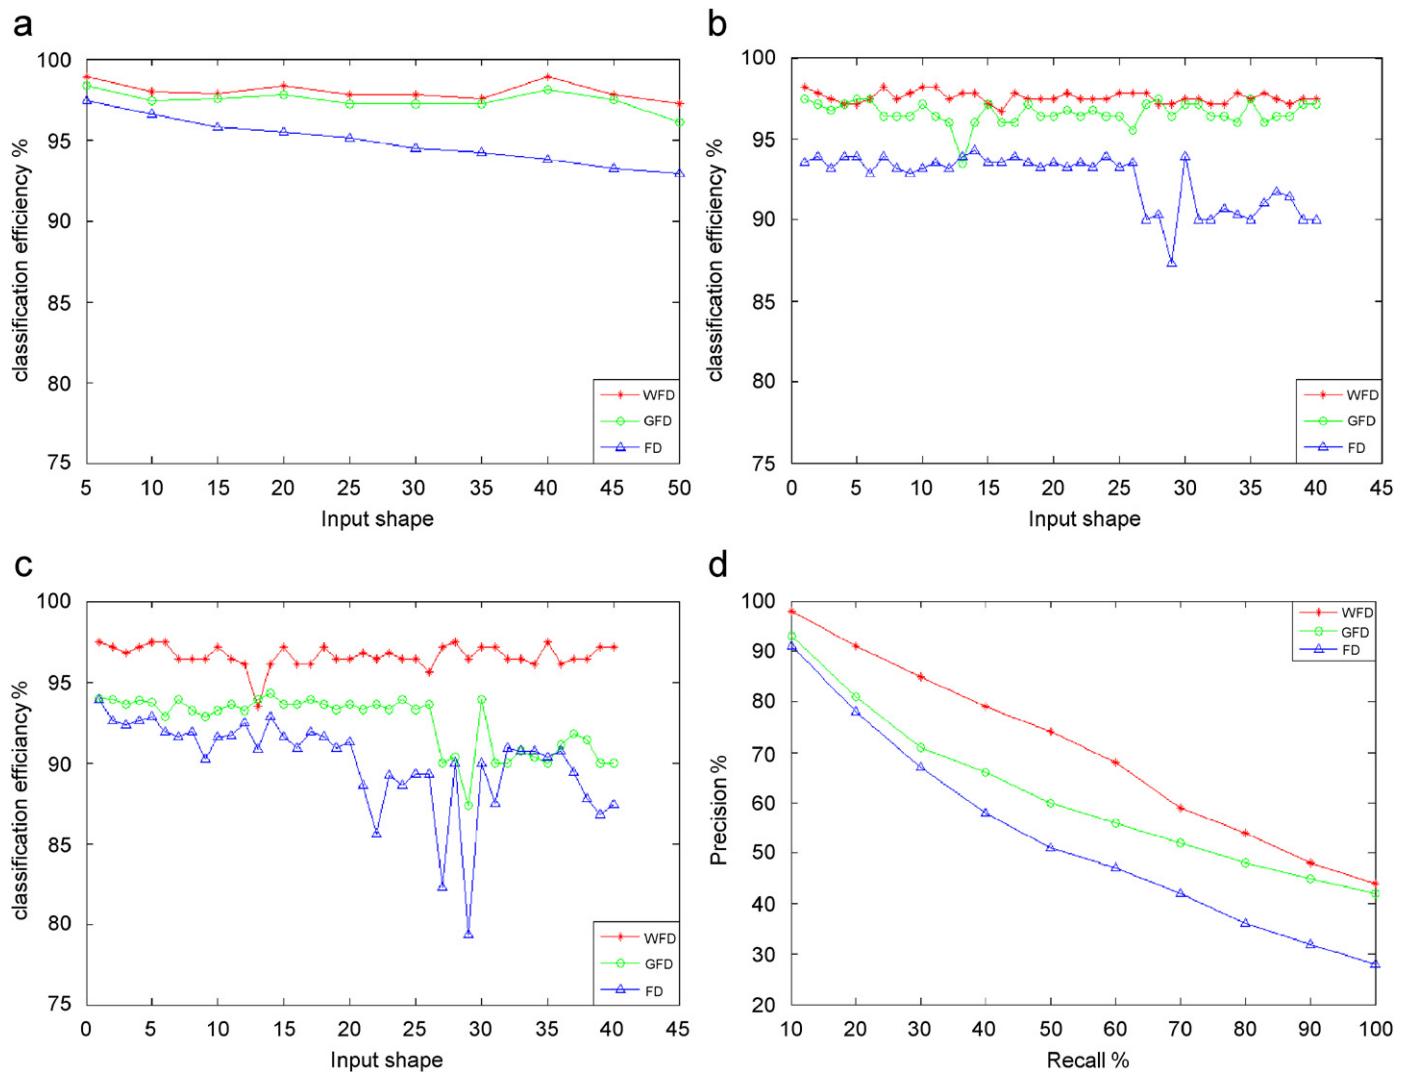 a
classification efficiency %
100
95
90
85
80
75
5 10 15 20 25 30 35 40 45 50
Input shape
WFD
GFD
FD
b
classification efficiency %
100
95
90
85
80
75
0 5 10 15 20 25 30 35 40 45
Input shape
WFD
GFD
FD
c
classification efficiancy %
100
95
90
85
80
75
0 5 10 15 20 25 30 35 40 45
Input shape
WFD
GFD
FD
d
Precision %
100
90
80
70
60
50
40
30
20
10 20 30 40 50 60 70 80 90 100
Recall %
WFD
GFD
FD